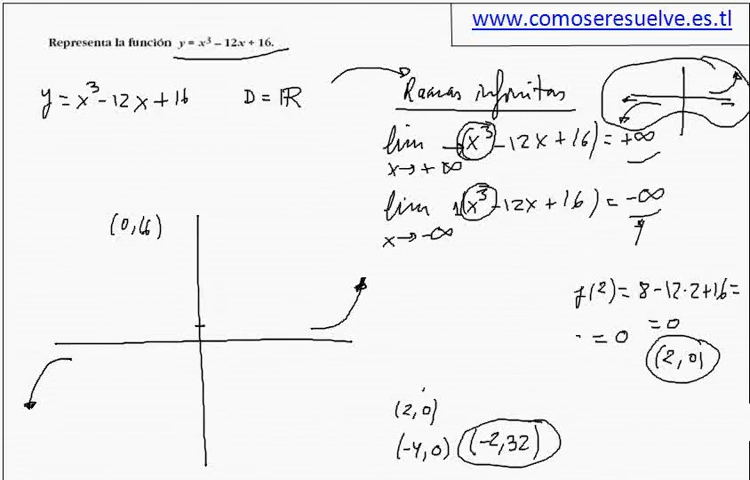 www.comoseresuelve.es.tl
Representa la función y = x³ – 12x + 16.
y = x³ - 12x + 16 D = ℝ
Ramas infinitas
lim (x³ - 12x + 16) = +∞
x → +∞
lim (x³ - 12x + 16) = -∞
x → -∞
(0,16)
f(2) = 8 - 12·2 + 16 =
= 0 = 0
(2,0)
(2,0)
(-4,0) (-2,32)